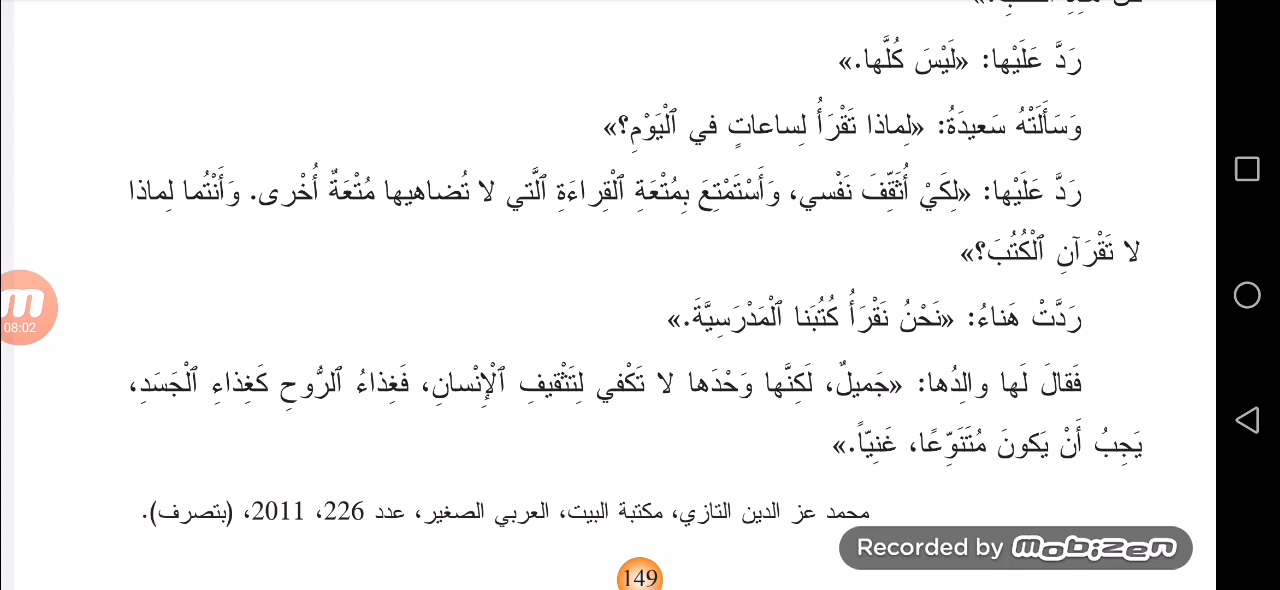 رَدَّ عَلَيْها: «لَيْسَ كُلَّها.»
وَسَأَلَتْهُ سَعيدَةُ: «لِماذا تَقْرَأُ لِساعاتٍ في ٱلْيَوْمِ؟»
رَدَّ عَلَيْها: «لِكَيْ أُثَقِّفَ نَفْسي، وَأَسْتَمْتِعَ بِمُتْعَةِ ٱلْقِراءَةِ ٱلَّتي لا تُضاهيها مُتْعَةٌ أُخْرى. وَأَنْتُما لِماذا
لا تَقْرَآنِ ٱلْكُتُبَ؟»
رَدَّتْ هَناءُ: «نَحْنُ نَقْرَأُ كُتُبَنا ٱلْمَدْرَسِيَّةَ.»
فَقالَ لَها والِدُها: «جَميلٌ، لَكِنَّها وَحْدَها لا تَكْفي لِتَثْقيفِ ٱلْإِنْسانِ، فَغِذاءُ ٱلرُّوحِ كَغِذاءِ ٱلْجَسَدِ،
يَجِبُ أَنْ يَكونَ مُتَنَوِّعًا، غَنِيّاً.»
محمد عز الدين التازي، مكتبة البيت، العربي الصغير، عدد 226، 2011، (بتصرف).
149
Recorded by mobizen
08:02